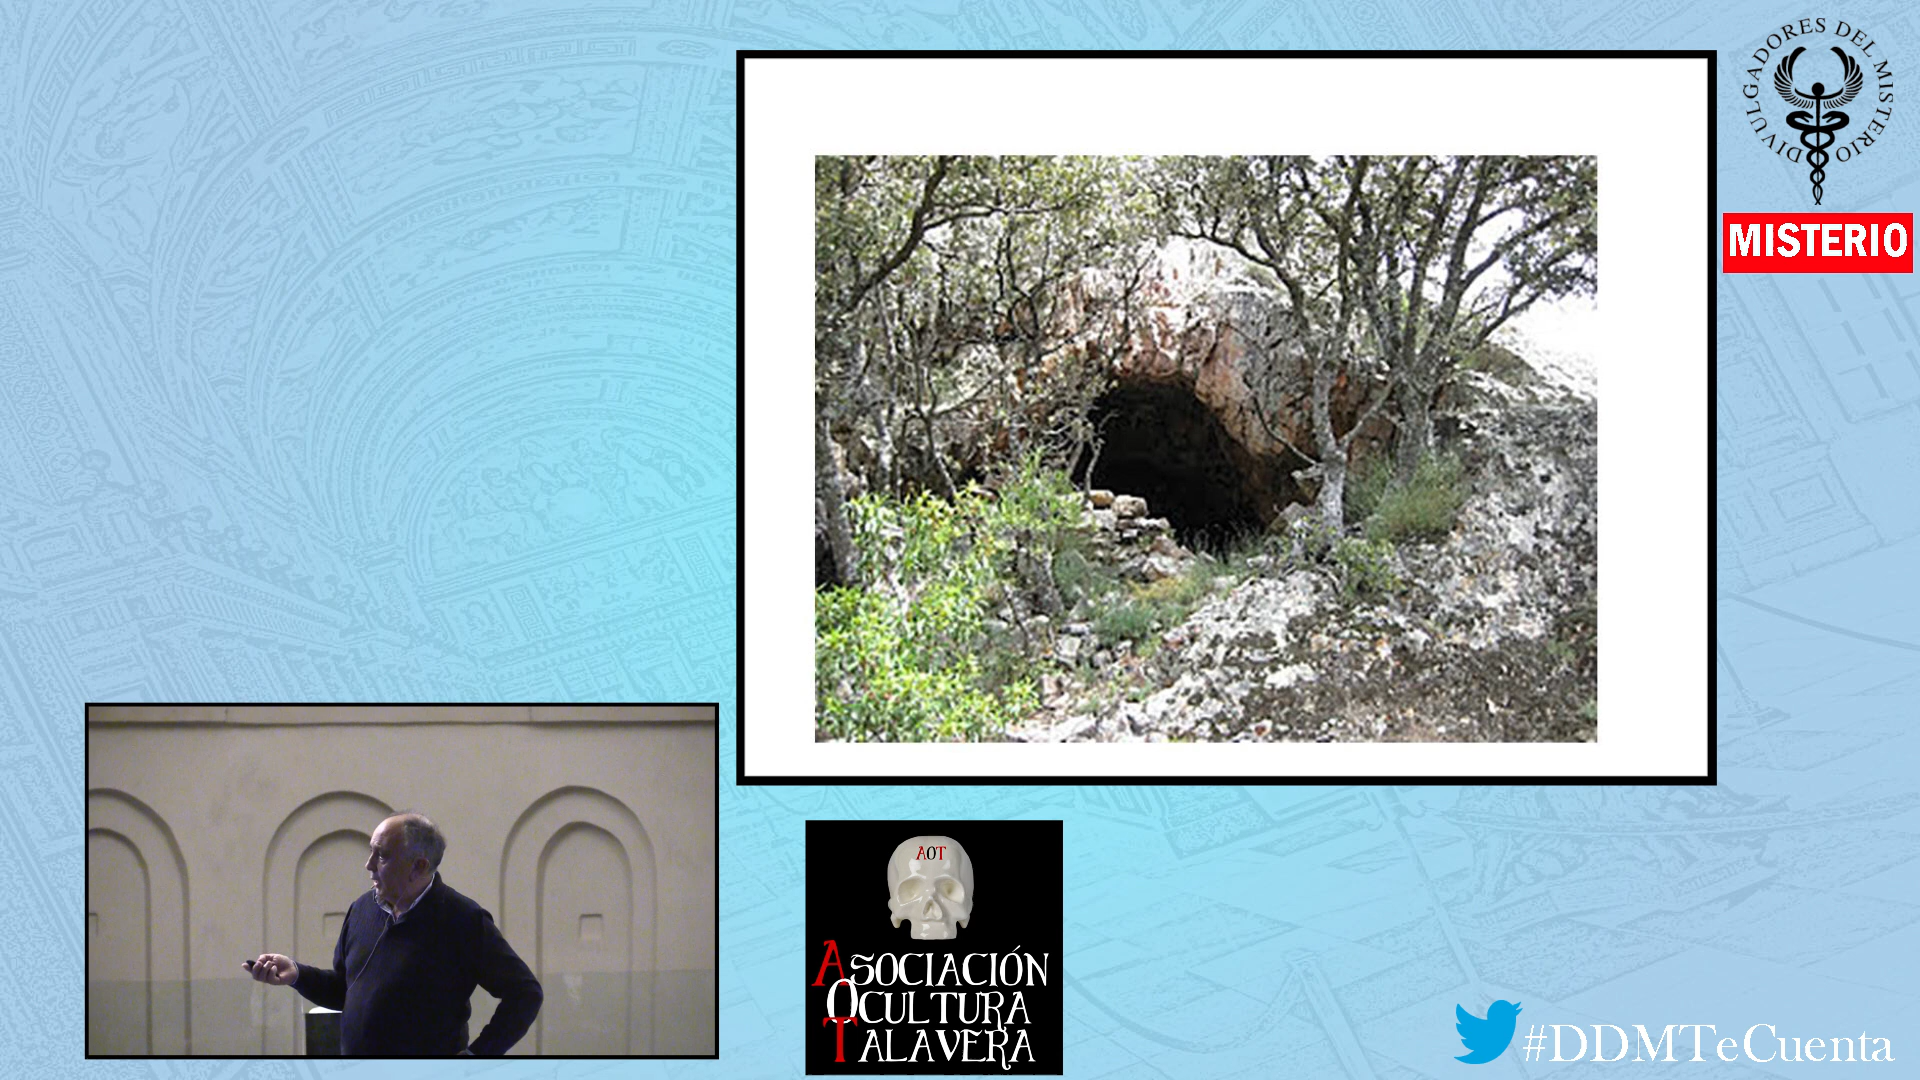 DIVULGADORES DEL MISTERIO
MISTERIO
AOT
ASOCIACIÓN
OCULTURA
TALAVERA
#DDMTeCuenta